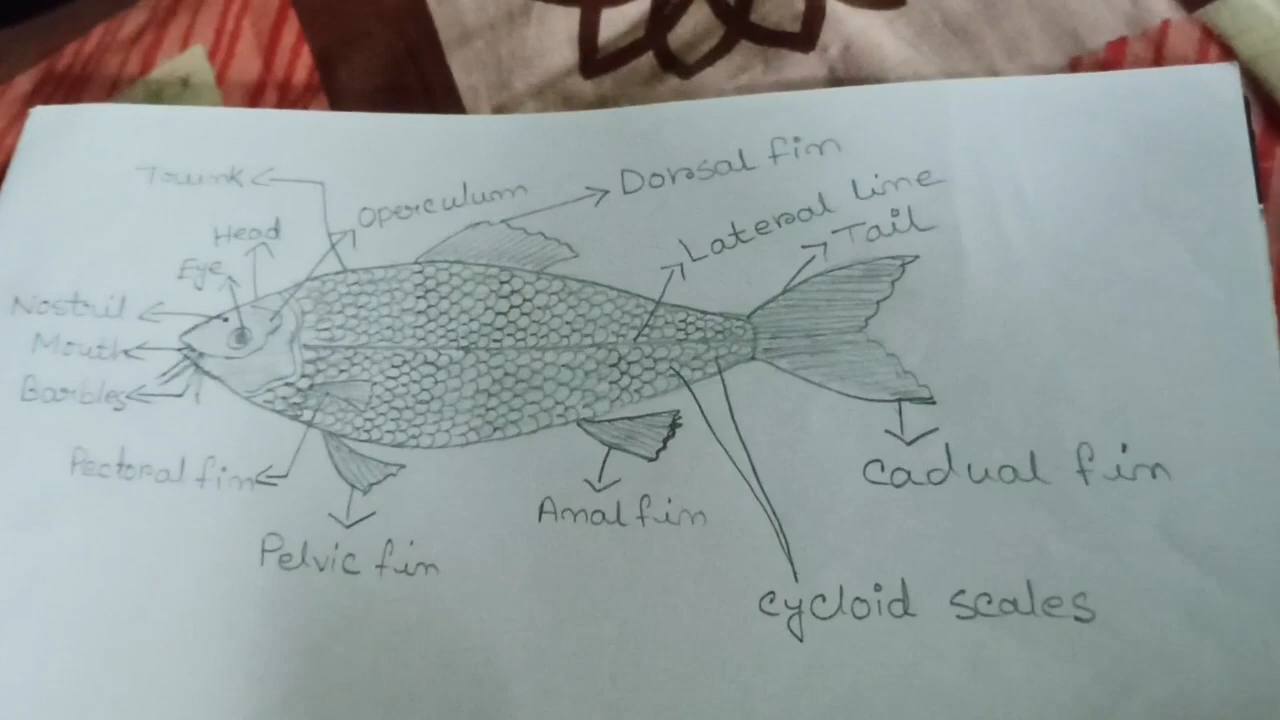 Trunk
Operculum
Dorsal fin
Head
Lateral line
Eye
Tail
Nostril
Mouth
Barbles
Pectoral fin
Cadual fin
Anal fin
Pelvic fin
cycloid scales